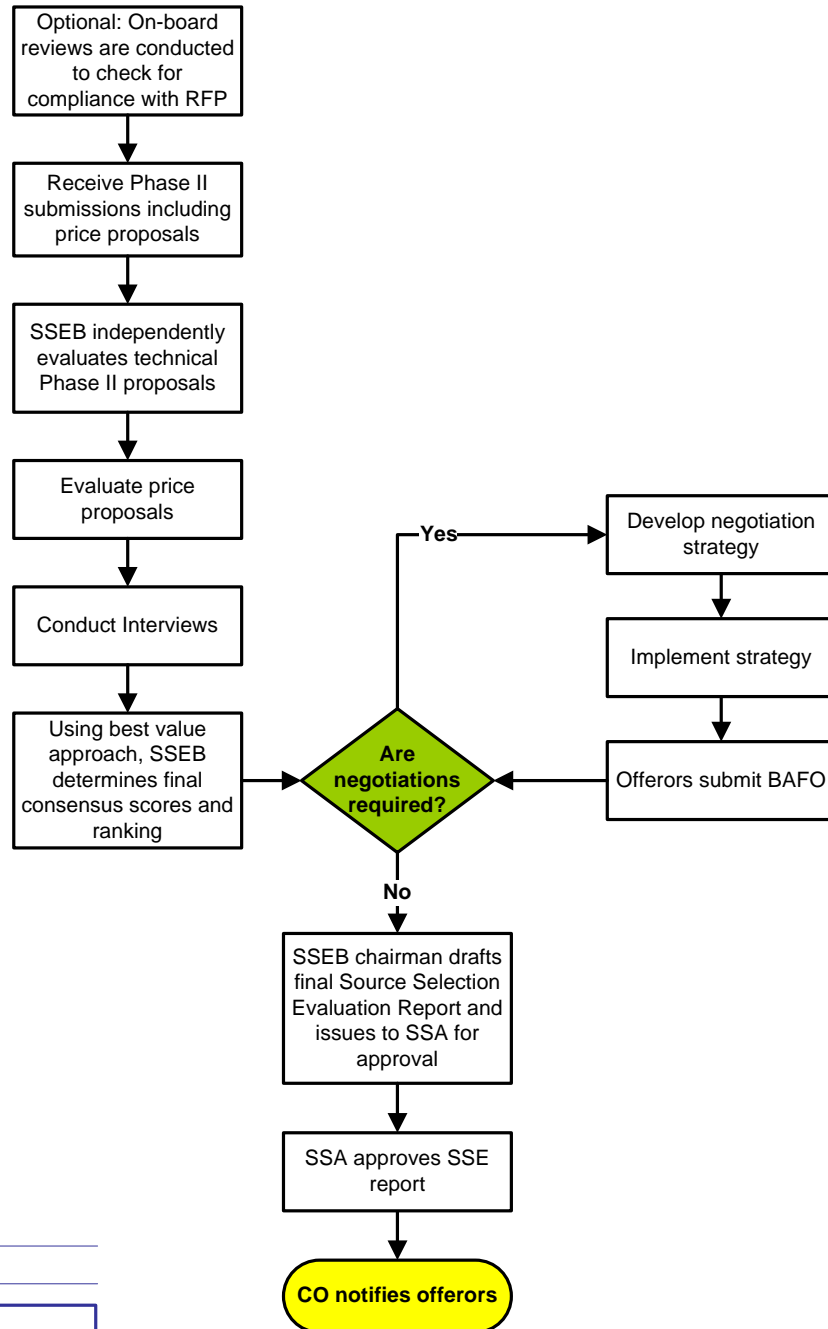 Optional: On-board
reviews are conducted
to check for
compliance with RFP
Receive Phase II
submissions including
price proposals
SSEB independently
evaluates technical
Phase II proposals
Evaluate price
proposals
Conduct Interviews
Using best value
approach, SSEB
determines final
consensus scores and
ranking
Are
negotiations
required?
Yes
Develop negotiation
strategy
Implement strategy
Offerors submit BAFO
No
SSEB chairman drafts
final Source Selection
Evaluation Report and
issues to SSA for
approval
SSA approves SSE
report
CO notifies offerors